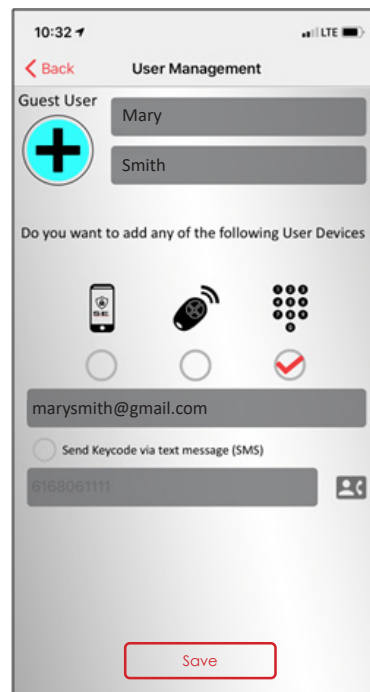 10:32
LTE
Back
User Management
Guest User
Mary
Smith
Do you want to add any of the following User Devices
marysmith@gmail.com
Send Keycode via text message (SMS)
6168061111
Save